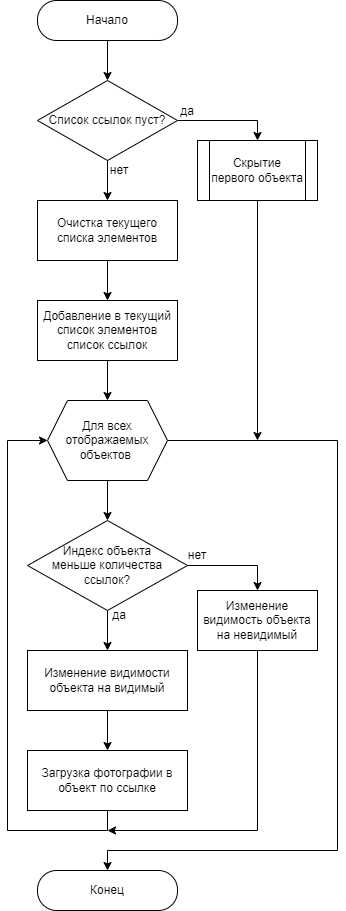 Начало
Список ссылок пуст?
да
нет
Скрытие
первого объекта
Очистка текущего
списка элементов
Добавление в текущий
список элементов
список ссылок
Для всех
отображаемых
объектов
Индекс объекта
меньше количества
ссылок?
нет
да
Изменение
видимость объекта
на невидимый
Изменение видимости
объекта на видимый
Загрузка фотографии в
объект по ссылке
Конец